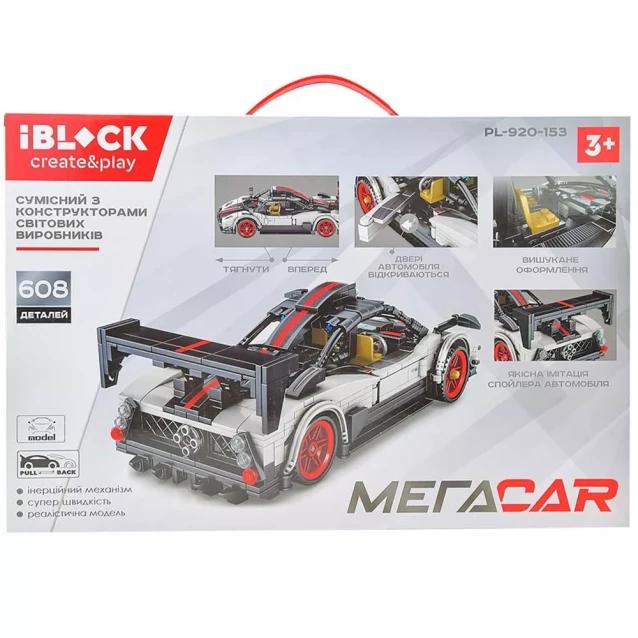 iBLOCK
create&play
PL-920-153
3+
СУМІСНИЙ З
КОНСТРУКТОРАМИ
СВІТОВИХ
ВИРОБНИКІВ
608
ДЕТАЛЕЙ
ТЯГНУТИ
ВПЕРЕД
ДВЕРІ
АВТОМОБІЛЯ
ВІДКРИВАЮТЬСЯ
ВИШУКАНЕ
ОФОРМЛЕННЯ
ЯКІСНА ІМІТАЦІЯ
СПОЙЛЕРА АВТОМОБІЛЯ
model
PULL BACK
інерційний механізм
супер швидкість
реалістична модель
МЕГАCAR